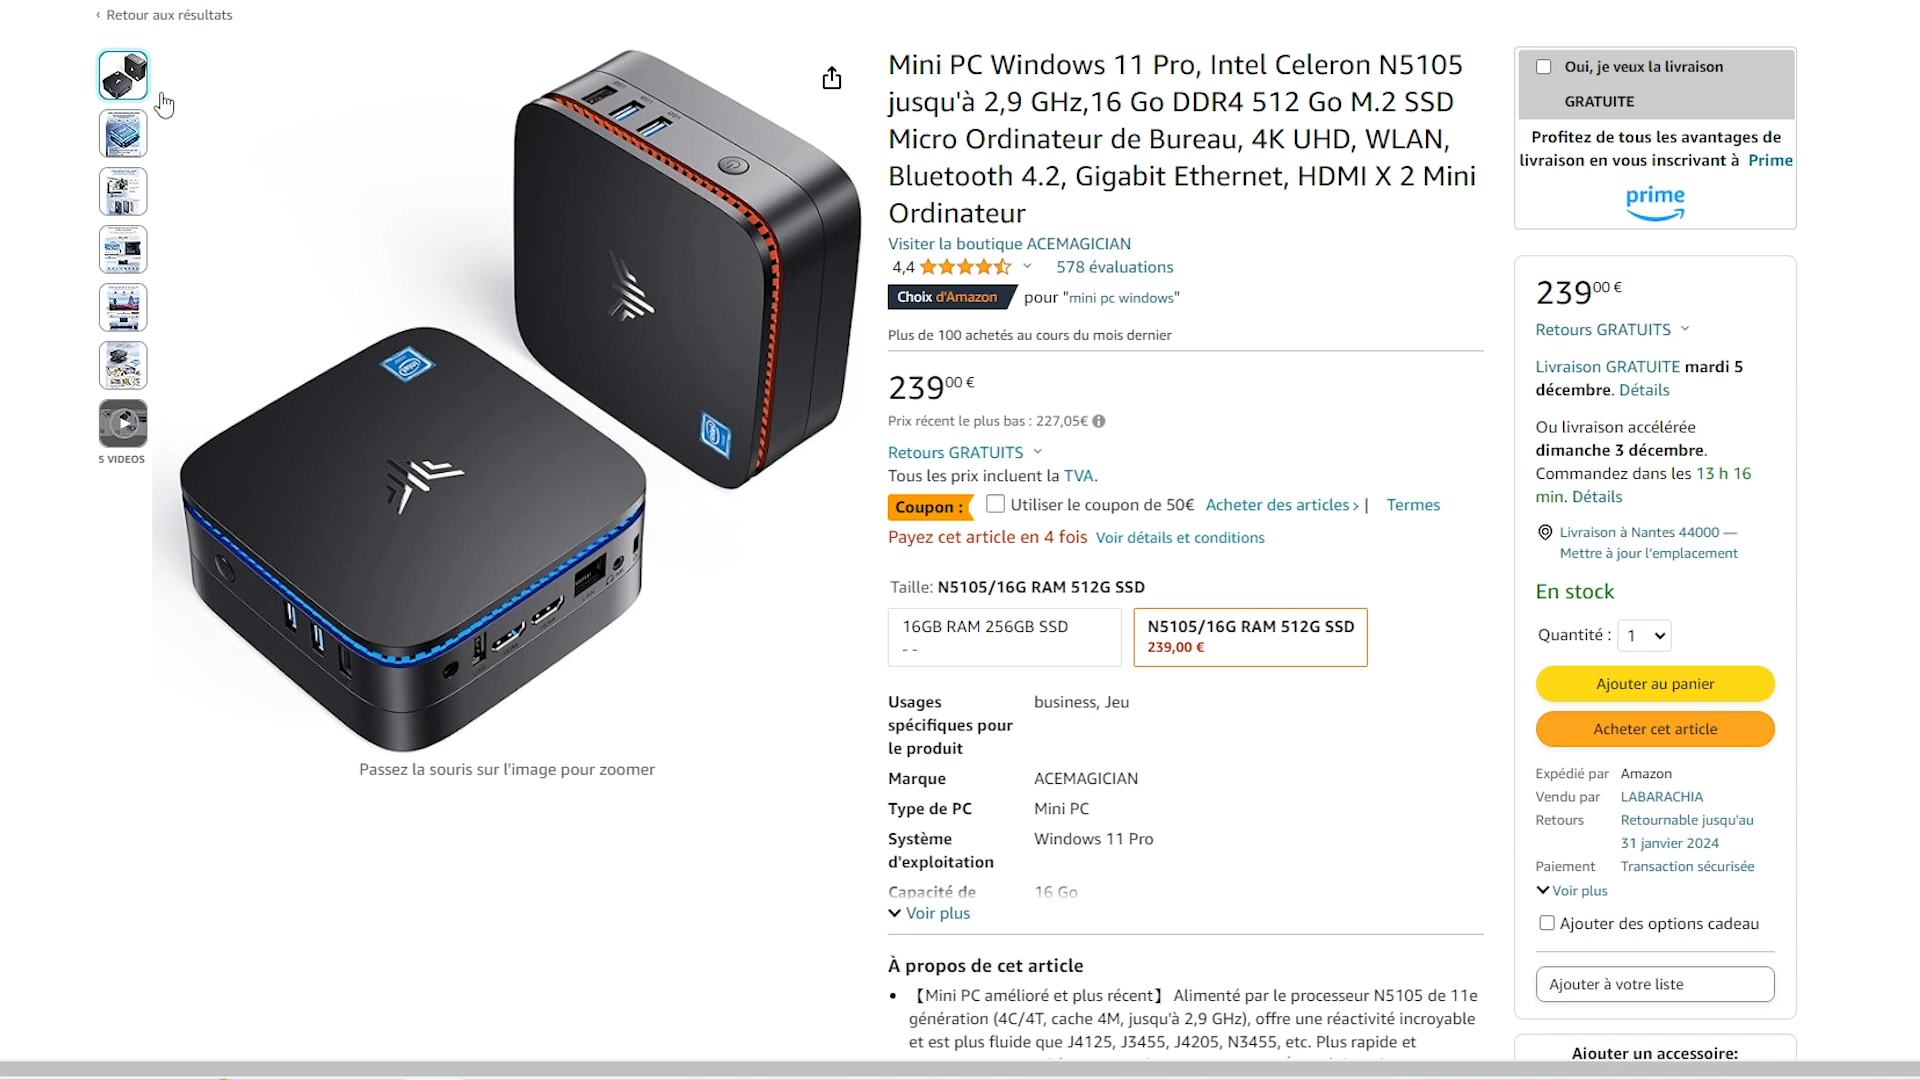 ‹ Retour aux résultats
5 VIDEOS
Passez la souris sur l'image pour zoomer
Mini PC Windows 11 Pro, Intel Celeron N5105
jusqu'à 2,9 GHz,16 Go DDR4 512 Go M.2 SSD
Micro Ordinateur de Bureau, 4K UHD, WLAN,
Bluetooth 4.2, Gigabit Ethernet, HDMI X 2 Mini
Ordinateur
Visiter la boutique ACEMAGICIAN
4,4 578 évaluations
Choix d'Amazon pour "mini pc windows"
Plus de 100 achetés au cours du mois dernier
23900 €
Prix récent le plus bas : 227,05€
Retours GRATUITS
Tous les prix incluent la TVA.
Coupon : Utiliser le coupon de 50€ Acheter des articles › | Termes
Payez cet article en 4 fois Voir détails et conditions
Taille: N5105/16G RAM 512G SSD
16GB RAM 256GB SSD
- -
N5105/16G RAM 512G SSD
239,00 €
Usages
spécifiques pour
le produit
business, Jeu
Marque ACEMAGICIAN
Type de PC Mini PC
Système
d'exploitation
Windows 11 Pro
Capacité de 16 Go
Voir plus
À propos de cet article
• 【Mini PC amélioré et plus récent】 Alimenté par le processeur N5105 de 11e
génération (4C/4T, cache 4M, jusqu'à 2,9 GHz), offre une réactivité incroyable
et est plus fluide que J4125, J3455, J4205, N3455, etc. Plus rapide et
Oui, je veux la livraison
GRATUITE
Profitez de tous les avantages de
livraison en vous inscrivant à Prime
prime
23900 €
Retours GRATUITS
Livraison GRATUITE mardi 5
décembre. Détails
Ou livraison accélérée
dimanche 3 décembre.
Commandez dans les 13 h 16
min. Détails
Livraison à Nantes 44000 —
Mettre à jour l'emplacement
En stock
Quantité : 1
Ajouter au panier
Acheter cet article
Expédié par Amazon
Vendu par LABARACHIA
Retours Retournable jusqu'au
31 janvier 2024
Paiement Transaction sécurisée
Voir plus
Ajouter des options cadeau
Ajouter à votre liste
Ajouter un accessoire: